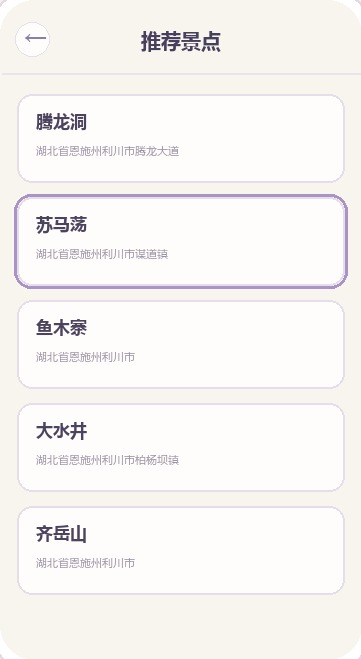 推荐景点
腾龙洞
湖北省恩施州利川市腾龙大道
苏马荡
湖北省恩施州利川市谋道镇
鱼木寨
湖北省恩施州利川市
大水井
湖北省恩施州利川市柏杨坝镇
齐岳山
湖北省恩施州利川市